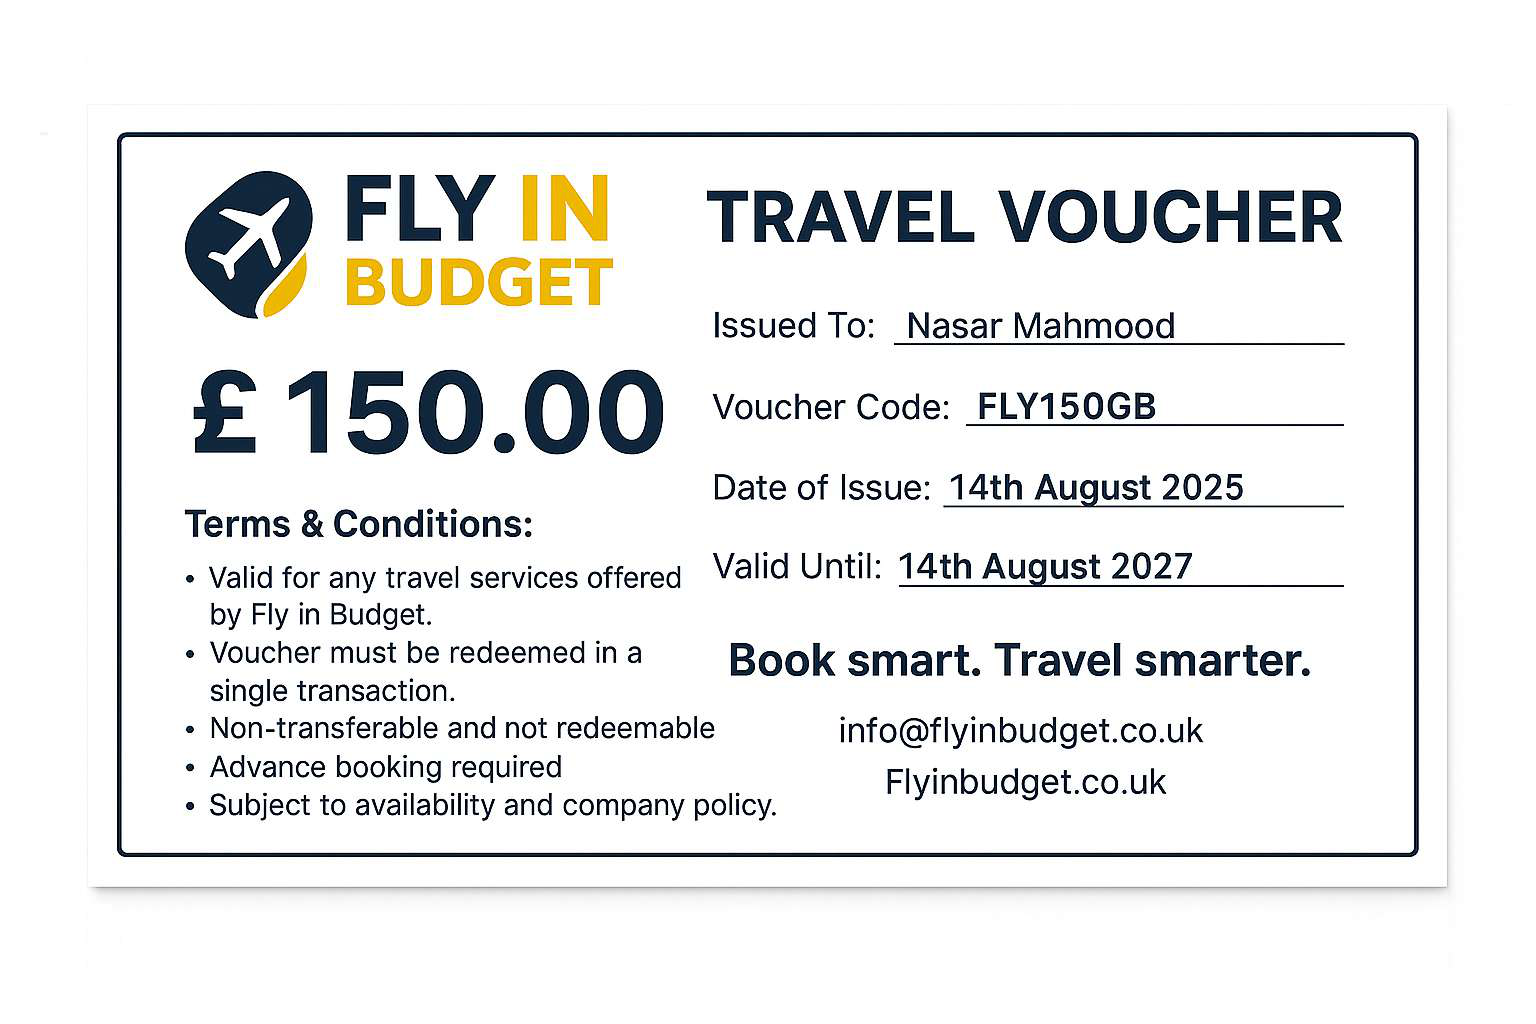 FLY IN
BUDGET
£ 150.00
Terms & Conditions:
• Valid for any travel services offered
by Fly in Budget.
• Voucher must be redeemed in a
single transaction.
• Non-transferable and not redeemable
• Advance booking required
• Subject to availability and company policy.
TRAVEL VOUCHER
Issued To: Nasar Mahmood
Voucher Code: FLY150GB
Date of Issue: 14th August 2025
Valid Until: 14th August 2027
Book smart. Travel smarter.
info@flyinbudget.co.uk
Flyinbudget.co.uk